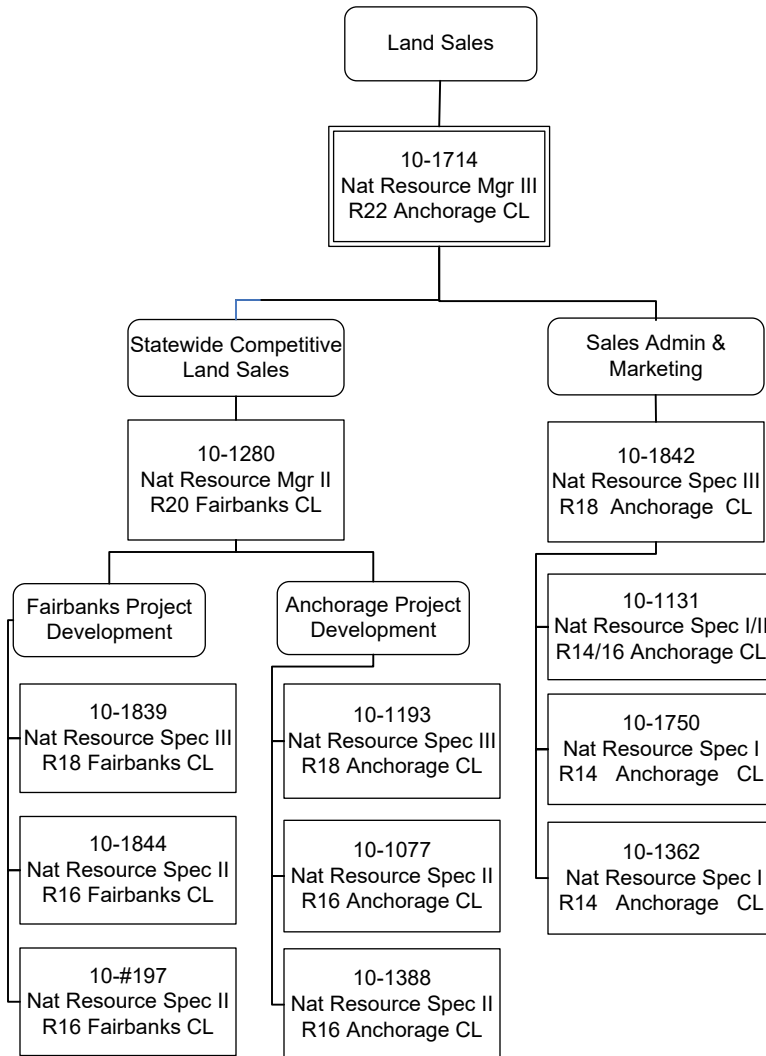 Land Sales
10-1714
Nat Resource Mgr III
R22 Anchorage CL
Statewide Competitive
Land Sales
10-1280
Nat Resource Mgr II
R20 Fairbanks CL
Fairbanks Project
Development
10-1839
Nat Resource Spec III
R18 Fairbanks CL
10-1844
Nat Resource Spec II
R16 Fairbanks CL
10-#197
Nat Resource Spec II
R16 Fairbanks CL
Anchorage Project
Development
10-1193
Nat Resource Spec III
R18 Anchorage CL
10-1077
Nat Resource Spec II
R16 Anchorage CL
10-1388
Nat Resource Spec II
R16 Anchorage CL
Sales Admin &
Marketing
10-1842
Nat Resource Spec III
R18 Anchorage CL
10-1131
Nat Resource Spec I/II
R14/16 Anchorage CL
10-1750
Nat Resource Spec I
R14 Anchorage CL
10-1362
Nat Resource Spec I
R14 Anchorage CL